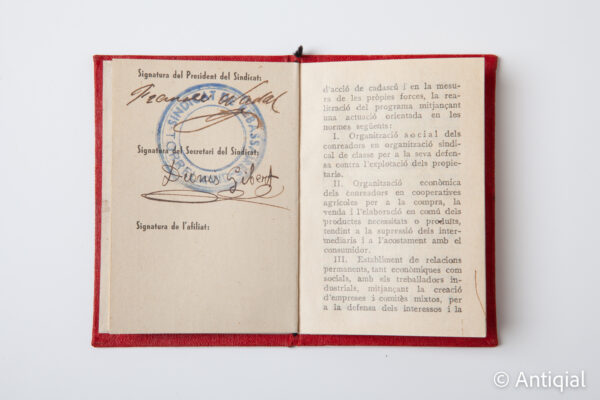 Signatura del President del Sindicat:
Signatura del Secretari del Sindicat:
Dionís Gibert
Signatura de l'afiliat:
d'acció de cadascú i en la mesu-
ra de les pròpies forces, la rea-
lització del programa mitjançant
una actuació orientada en les
normes següents:
I. Organització social dels
conreadors en organització sindi-
cal de classe per a la seva defen-
sa contra l'explotació dels propie-
taris.
II. Organització econòmica
dels conreadors en cooperatives
agrícoles per a la compra, la
venda i l'elaboració en comú dels
productes necessitats o produïts,
tendint a la supressió dels inter-
mediaris i a l'acostament amb el
consumidor.
III. Establiment de relacions
permanents, tant econòmiques com
socials, amb els treballadors in-
dustrials, mitjançant la creació
d'empreses i comitès mixtos, per
a la defensa dels interessos i la
© Antiqial